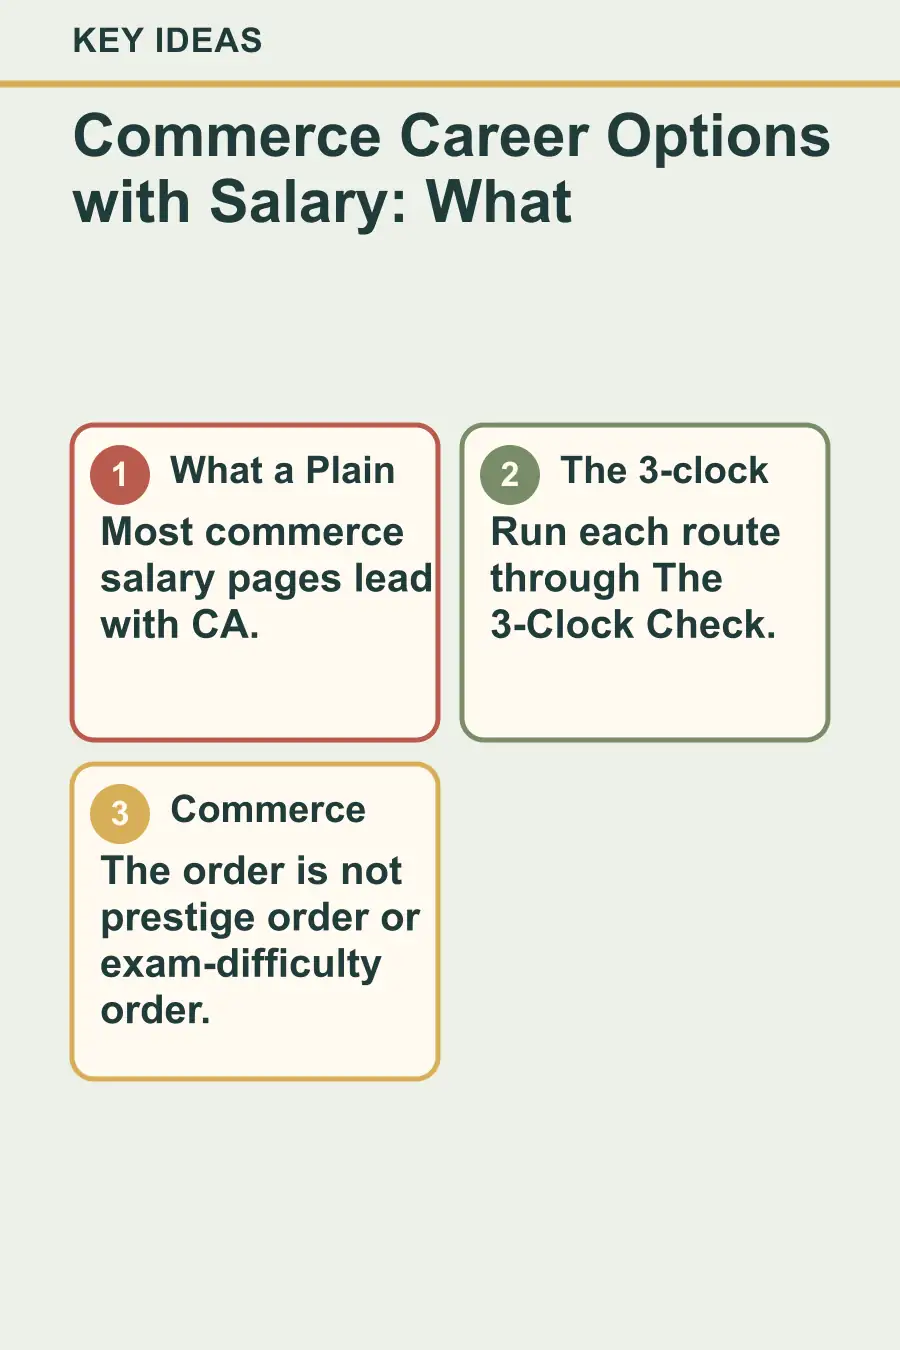 KEY IDEAS
Commerce Career Options
with Salary: What
1 What a Plain
Most commerce
salary pages lead
with CA.
2 The 3-clock
Run each route
through The
3-Clock Check.
3 Commerce
The order is not
prestige order or
exam-difficulty
order.